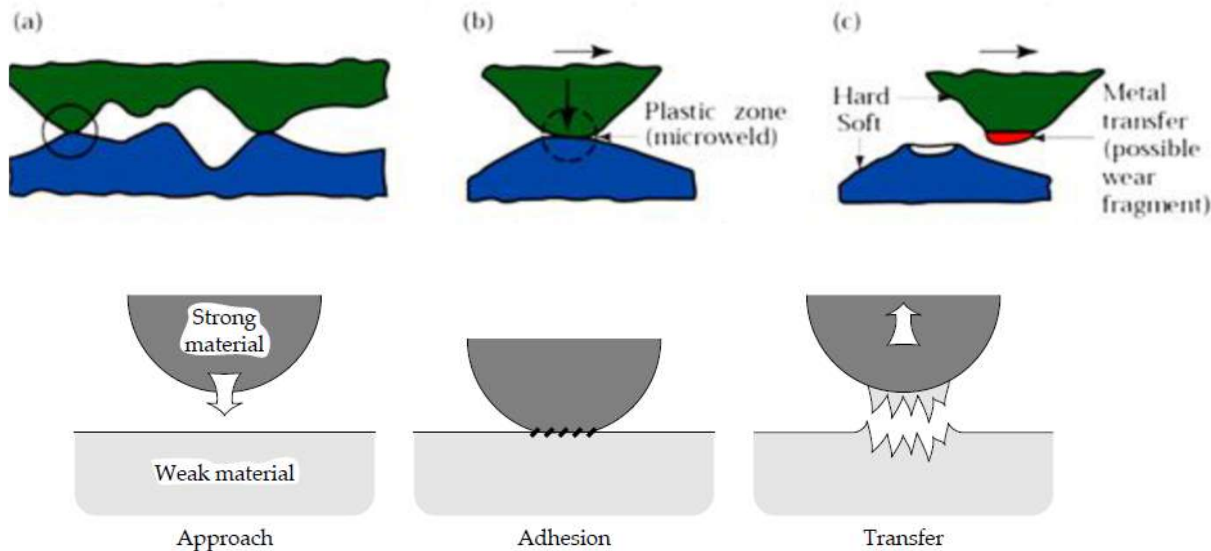 (a)
(b)
(c)
Plastic zone
(microweld)
Hard
Soft
Metal
transfer
(possible
wear
fragment)
Strong
material
Weak material
Approach
Adhesion
Transfer